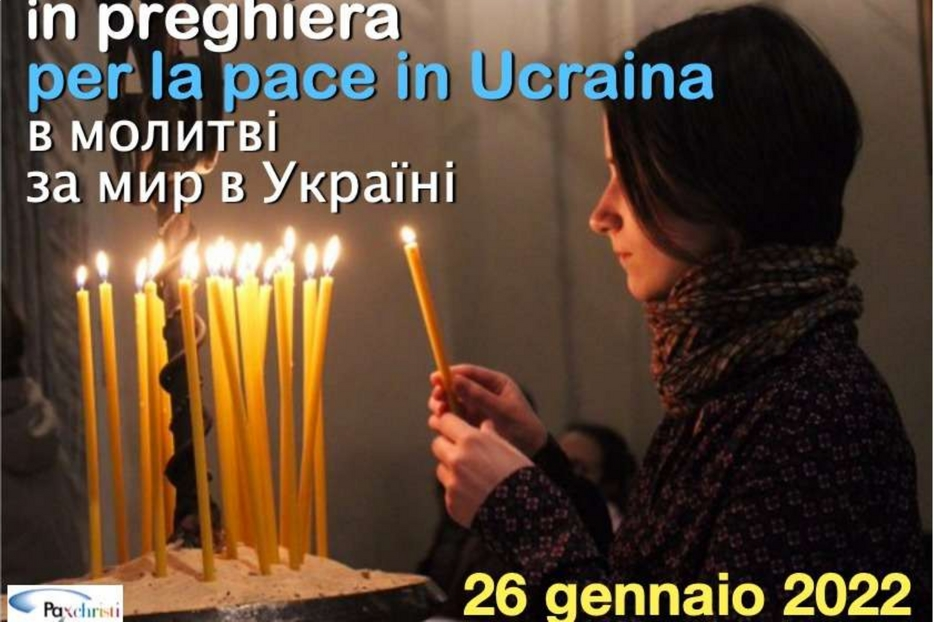 in preghiera
per la pace in Ucraina
в молитві
за мир в Україні
26 gennaio 2022
Paxchristi